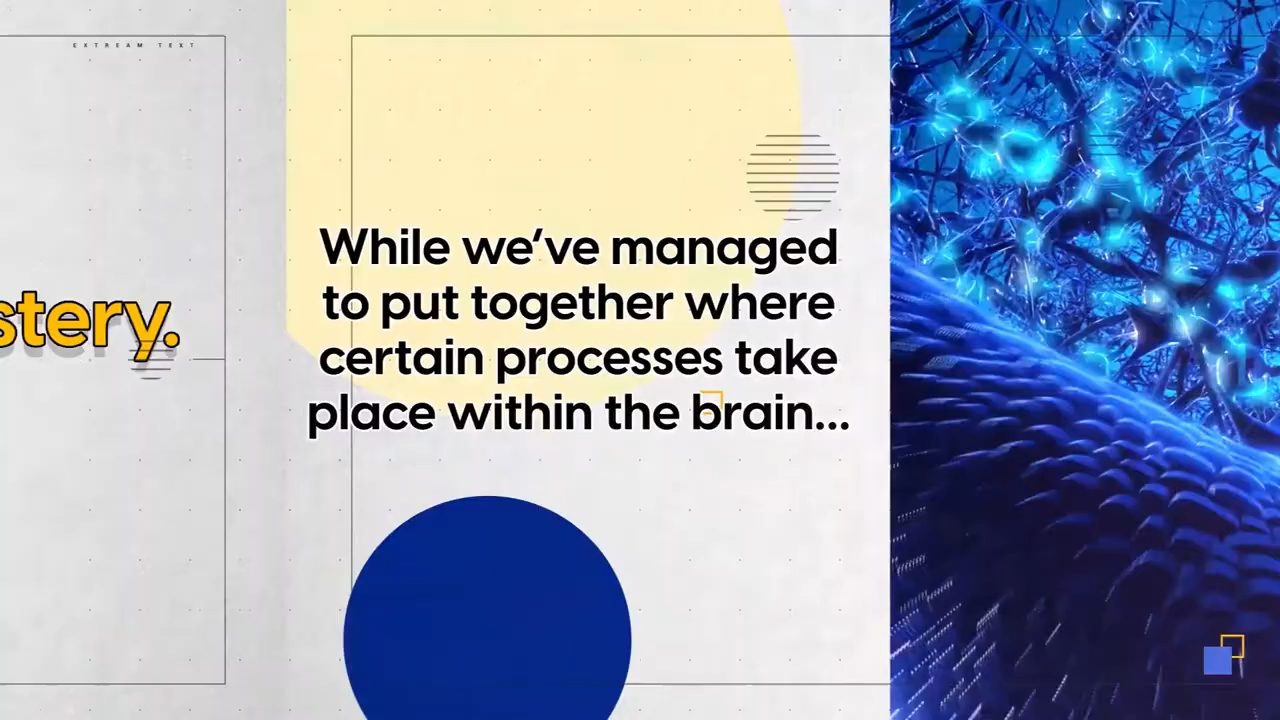 EXTREAM TEXT
stery.
While we've managed
to put together where
certain processes take
place within the brain...